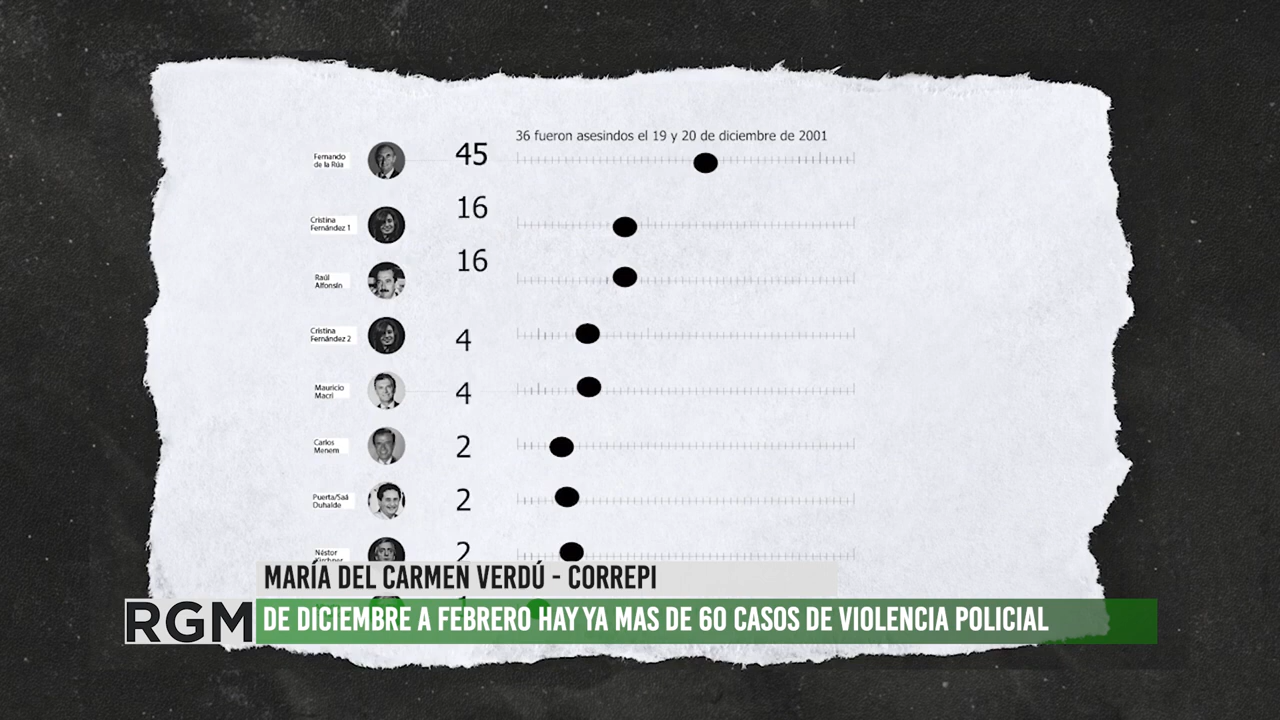 36 fueron asesindos el 19 y 20 de diciembre de 2001
Fernando
de la Rúa
45
Cristina
Fernández 1
16
Raúl
Alfonsín
16
Cristina
Fernández 2
4
Mauricio
Macri
4
Carlos
Menem
2
Puerta/Saá
Duhalde
2
Néstor
Kirchner
2
MARÍA DEL CARMEN VERDÚ - CORREPI
RGM
DE DICIEMBRE A FEBRERO HAY YA MAS DE 60 CASOS DE VIOLENCIA POLICIAL